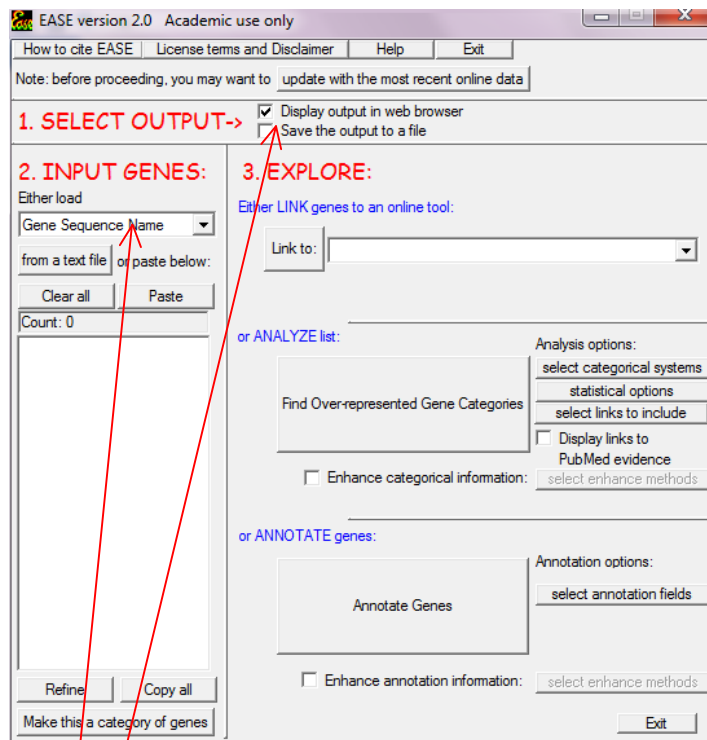 Ease EASE version 2.0 Academic use only
How to cite EASE License terms and Disclaimer Help Exit
Note: before proceeding, you may want to update with the most recent online data
1. SELECT OUTPUT->
Display output in web browser
Save the output to a file
2. INPUT GENES:
Either load
Gene Sequence Name
from a text file or paste below:
Clear all Paste
Count: 0
Refine Copy all
Make this a category of genes
3. EXPLORE:
Either LINK genes to an online tool:
Link to:
or ANALYZE list:
Find Over-represented Gene Categories
Analysis options:
select categorical systems
statistical options
select links to include
Display links to
PubMed evidence
Enhance categorical information: select enhance methods
or ANNOTATE genes:
Annotate Genes
Annotation options:
select annotation fields
Enhance annotation information: select enhance methods
Exit